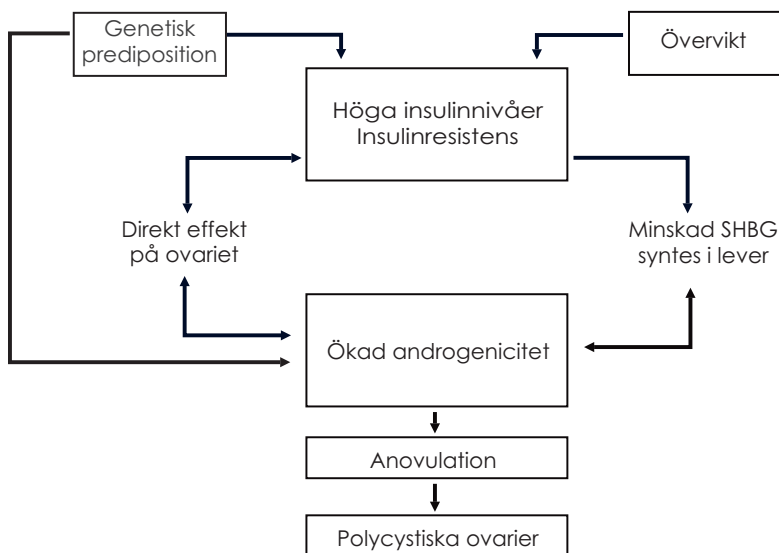 Genetisk
prediposition
Övervikt
Höga insulinnivåer
Insulinresistens
Direkt effekt
på ovariet
Minskad SHBG
syntes i lever
Ökad androgenicitet
Anovulation
Polycystiska ovarier